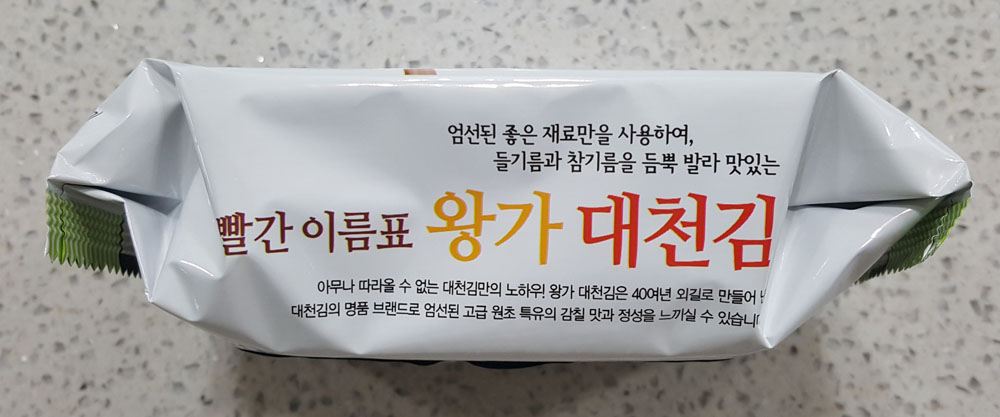 엄선된 좋은 재료만을 사용하여,
들기름과 참기름을 듬뿍 발라 맛있는
빨간 이름표 왕가 대천김
아무나 따라올 수 없는 대천김만의 노하우! 왕가 대천김은 40여년 외길로 만들어
대천김의 명품 브랜드로 엄선된 고급 원초 특유의 감칠 맛과 정성을 느끼실 수 있습니다